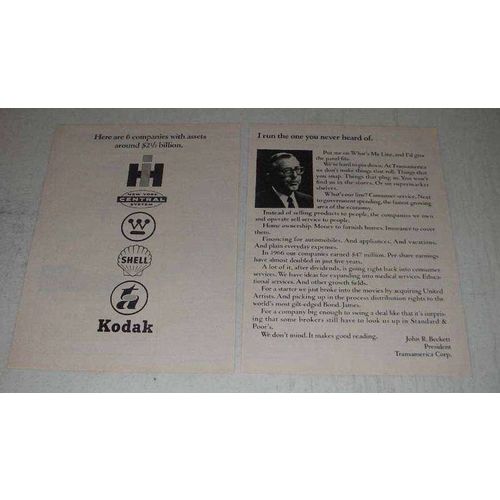 Here are 6 companies with assets
around $2½ billion.
NEW YORK
CENTRAL
SYSTEM
W
SHELL
Kodak
I run the one you never heard of.
Put me on What's My Line, and I'd give
the panel fits.
We're hard to pin down. At Transamerica
we don't make things that roll. Things that
you snap. Things that plug in. You won't
find us in the stores. Or on supermarket
shelves.
What's our line? Consumer-service. Next
to government spending, the fastest growing
area of the economy.
Instead of selling products to people, the companies we own
and operate sell service to people.
Home ownership. Money to furnish homes. Insurance to cover
them.
Financing for automobiles. And appliances. And vacations.
And plain everyday expenses.
In 1966 our companies earned $47 million. Per share earnings
have almost doubled in just five years.
A lot of it, after dividends, is going right back into consumer
services. We have ideas for expanding into medical services. Educa-
tional services. And other growth fields.
For a starter we just broke into the movies by acquiring United
Artists. And picking up in the process distribution rights to the
world's most gilt-edged Bond. James.
For a company big enough to swing a deal like that it's surpris-
ing that some brokers still have to look us up in Standard &
Poor's.
We don't mind. It makes good reading.
John R. Beckett
President
Transamerica Corp.